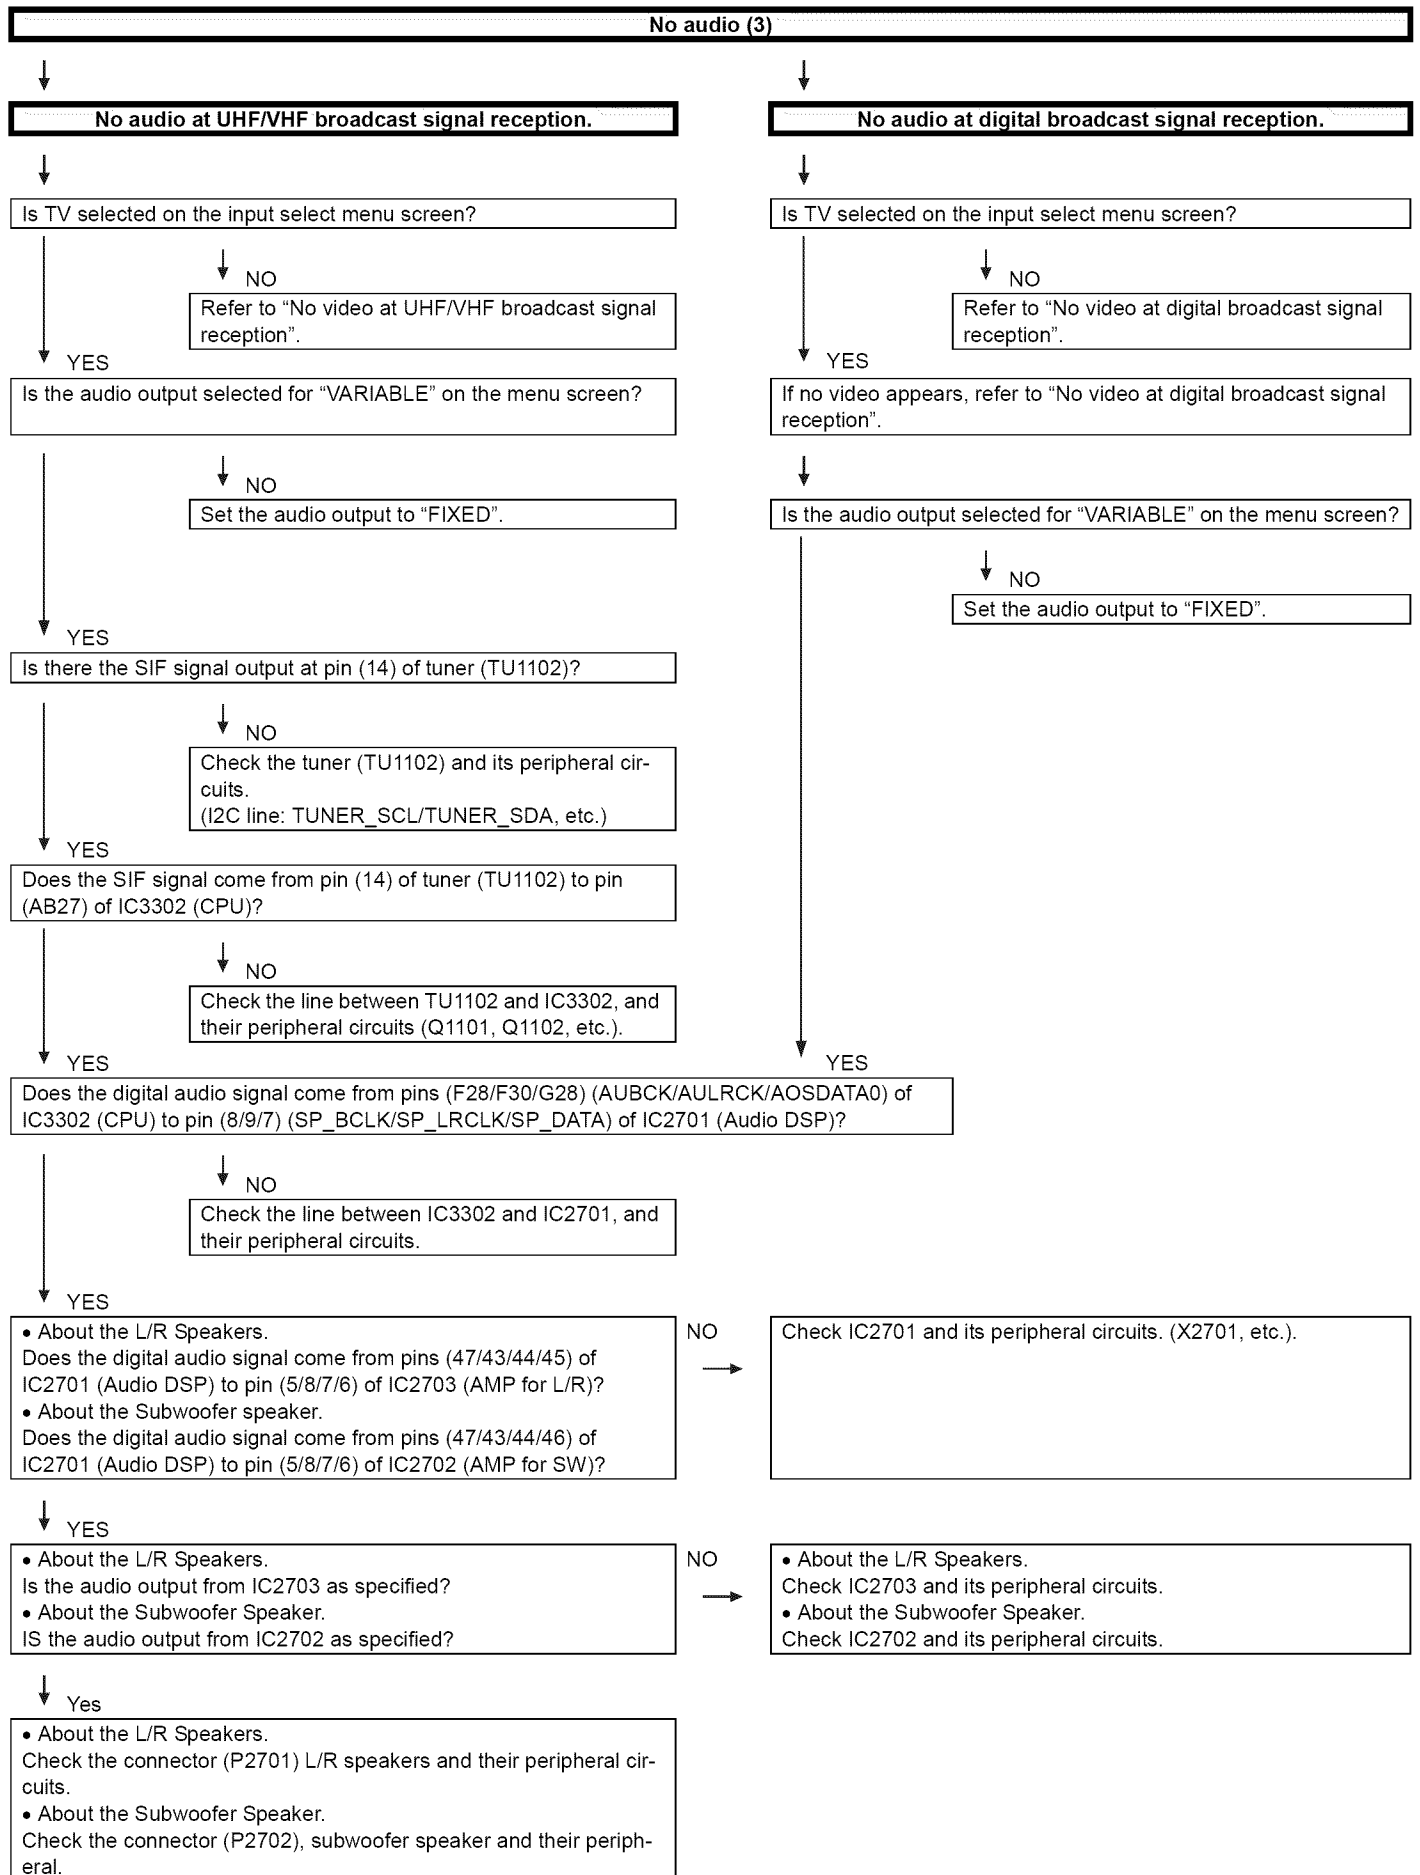 No audio (3)
No audio at UHF/VHF broadcast signal reception.
No audio at digital broadcast signal reception.
Is TV selected on the input select menu screen?
Is TV selected on the input select menu screen?
NO
NO
Refer to “No video at UHF/VHF broadcast signal
reception”.
Refer to “No video at digital broadcast signal
reception”.
YES
YES
Is the audio output selected for “VARIABLE” on the menu screen?
If no video appears, refer to “No video at digital broadcast signal
reception”.
NO
Set the audio output to “FIXED”.
Is the audio output selected for “VARIABLE” on the menu screen?
NO
Set the audio output to “FIXED”.
YES
Is there the SIF signal output at pin (14) of tuner (TU1102)?
NO
Check the tuner (TU1102) and its peripheral cir-
cuits.
(I2C line: TUNER_SCL/TUNER_SDA, etc.)
YES
Does the SIF signal come from pin (14) of tuner (TU1102) to pin
(AB27) of IC3302 (CPU)?
NO
Check the line between TU1102 and IC3302, and
their peripheral circuits (Q1101, Q1102, etc.).
YES
YES
Does the digital audio signal come from pins (F28/F30/G28) (AUBCK/AULRCK/AOSDATA0) of
IC3302 (CPU) to pin (8/9/7) (SP_BCLK/SP_LRCLK/SP_DATA) of IC2701 (Audio DSP)?
NO
Check the line between IC3302 and IC2701, and
their peripheral circuits.
YES
• About the L/R Speakers.
Does the digital audio signal come from pins (47/43/44/45) of
IC2701 (Audio DSP) to pin (5/8/7/6) of IC2703 (AMP for L/R)?
• About the Subwoofer speaker.
Does the digital audio signal come from pins (47/43/44/46) of
IC2701 (Audio DSP) to pin (5/8/7/6) of IC2702 (AMP for SW)?
NO
Check IC2701 and its peripheral circuits. (X2701, etc.).
YES
• About the L/R Speakers.
Is the audio output from IC2703 as specified?
• About the Subwoofer Speaker.
IS the audio output from IC2702 as specified?
NO
• About the L/R Speakers.
Check IC2703 and its peripheral circuits.
• About the Subwoofer Speaker.
Check IC2702 and its peripheral circuits.
Yes
• About the L/R Speakers.
Check the connector (P2701) L/R speakers and their peripheral cir-
cuits.
• About the Subwoofer Speaker.
Check the connector (P2702), subwoofer speaker and their periph-
eral.